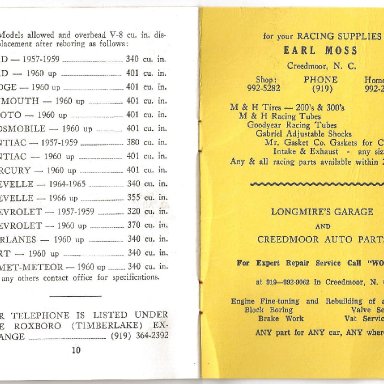 Models allowed and overhead V-8 cu. in. dis-
placement after reboring as follows:
D — 1957-1959 340 cu. in.
D — 1960 up 401 cu. in.
DGE — 1960 up 401 cu. in.
YMOUTH — 1960 up 401 cu. in.
SOTO — 1960 up 401 cu. in.
DSMOBILE — 1960 up 401 cu. in.
NTIAC — 1957-1959 380 cu. in.
NTIAC — 1960 up 401 cu. in.
RCURY — 1960 up 401 cu. in.
EVELLE — 1964-1965 340 cu. in.
EVELLE — 1966 up 355 cu. in.
EVROLET — 1957-1959 320 cu. in.
EVROLET — 1960 up 370 cu. in.
RLANES — 1960 up 340 cu. in.
RT — 1960 up 340 cu. in.
MET-METEOR — 1960 up 340 cu. in.
any others contact office for specifications.
R TELEPHONE IS LISTED UNDER
E ROXBORO (TIMBERLAKE) EX-
ANGE (919) 364-2392
10
for your RACING SUPPLIES
EARL MOSS
Creedmoor, N. C.
Shop: PHONE Home
992-5282 (919) 992-2
M & H Tires — 200's & 300's
M & H Racing Tubes
Goodyear Racing Tubes
Gabriel Adjustable Shocks
Mr. Gasket Co. Gaskets for C
Intake & Exhaust - any siz
Any & all racing parts available within
LONGMIRE'S GARAGE
AND
CREEDMOOR AUTO PARTS
For Expert Repair Service Call "WO
at 919— in Creedmoor, N.
Engine Fine-tuning and Rebuilding of a
Block Boring Valve Se
Brake Work Vac Servic
ANY part for ANY car, ANY where